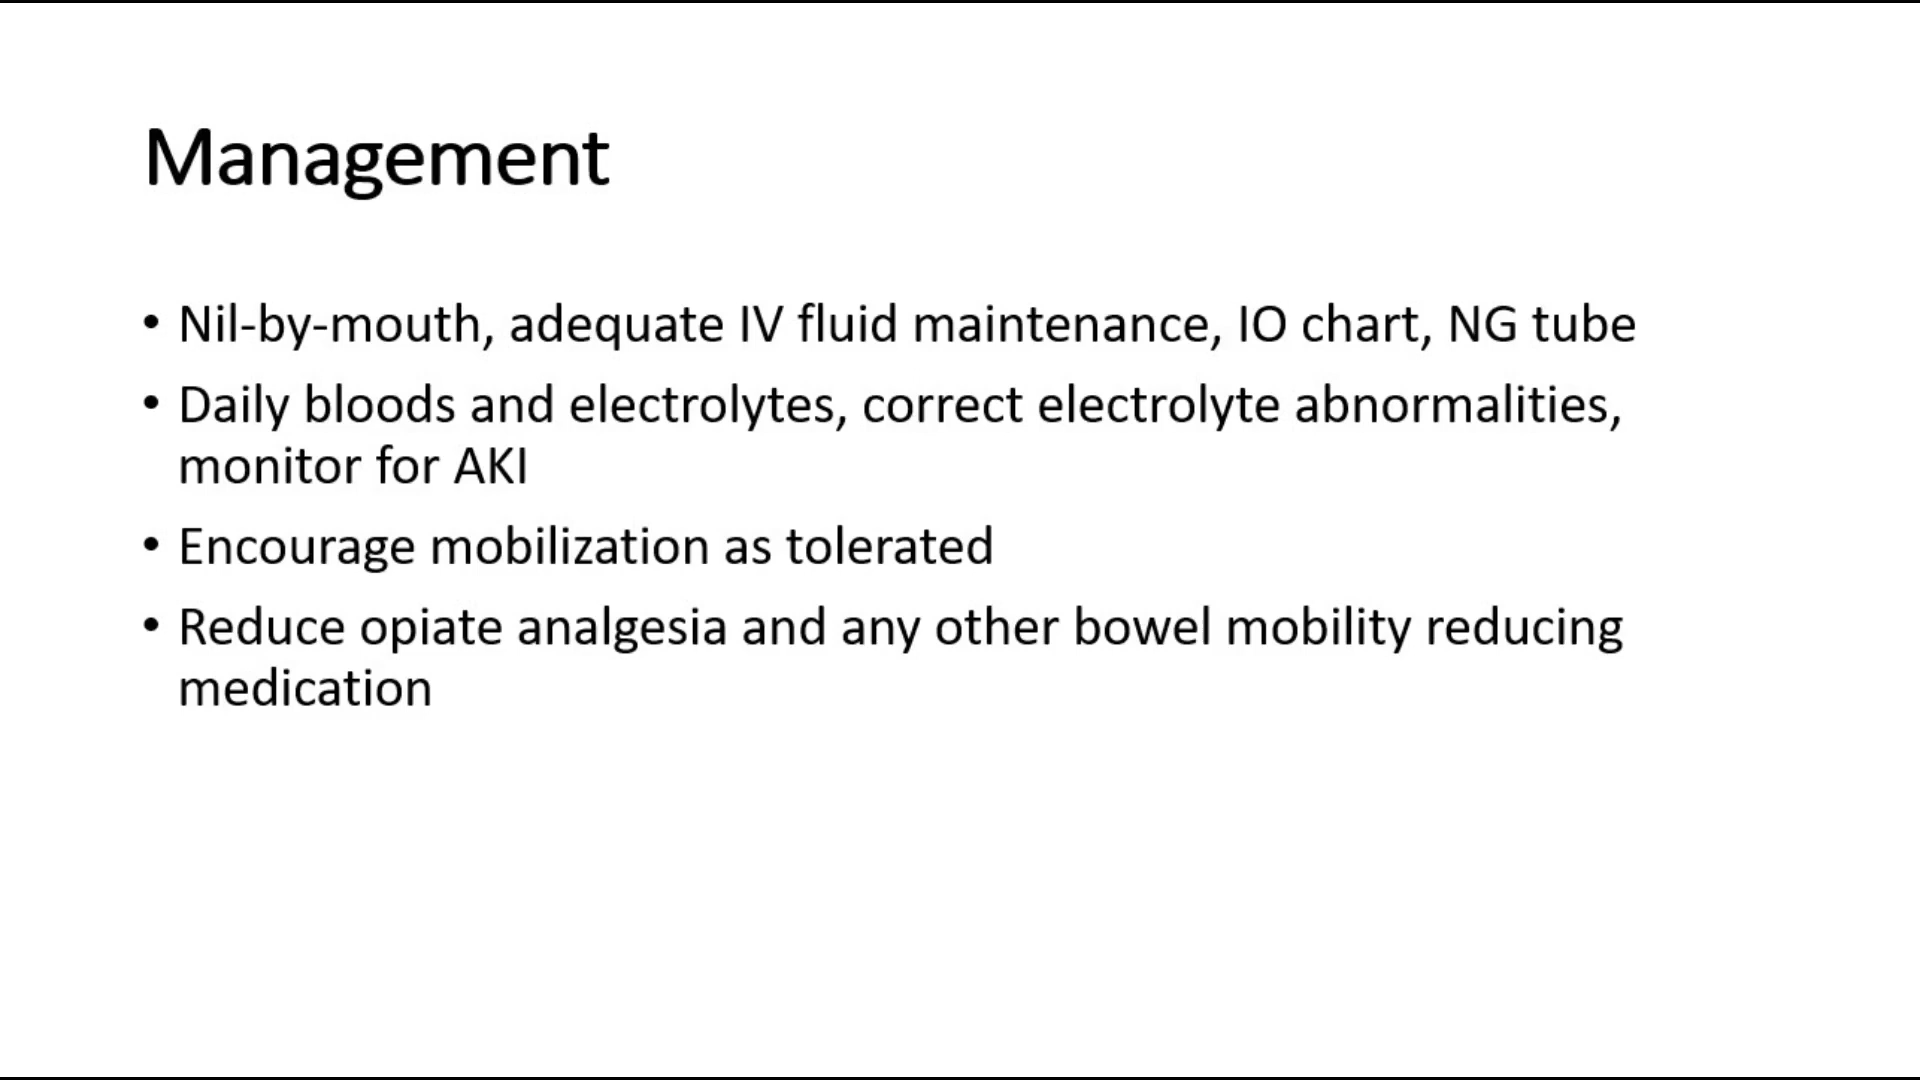 Management
• Nil-by-mouth, adequate IV fluid maintenance, IO chart, NG tube
• Daily bloods and electrolytes, correct electrolyte abnormalities,
monitor for AKI
• Encourage mobilization as tolerated
• Reduce opiate analgesia and any other bowel mobility reducing
medication